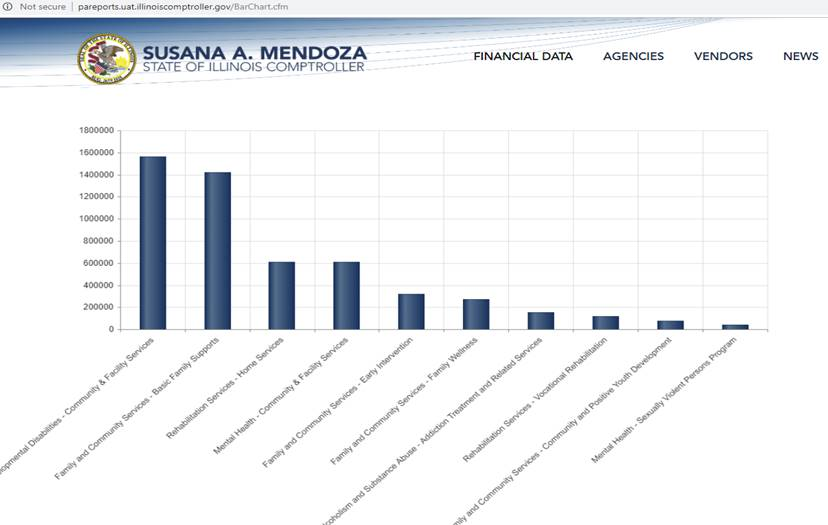 Not secure | pareports.uat.illinoiscomptroller.gov/BarChart.cfm
SUSANA A. MENDOZA
STATE OF ILLINOIS COMPTROLLER
FINANCIAL DATA
AGENCIES
VENDORS
NEWS
1800000
1600000
1400000
1200000
1000000
800000
600000
400000
200000
0
lopmental Disabilities - Community & Facility Services
Family and Community Services - Basic Family Supports
Rehabilitation Services - Home Services
Mental Health - Community & Facility Services
Family and Community Services - Early Intervention
Family and Community Services - Family Wellness
coholism and Substance Abuse - Addiction Treatment and Related Services
Rehabilitation Services - Vocational Rehabilitation
mily and Community Services - Community and Positive Youth Development
Mental Health - Sexually Violent Persons Program